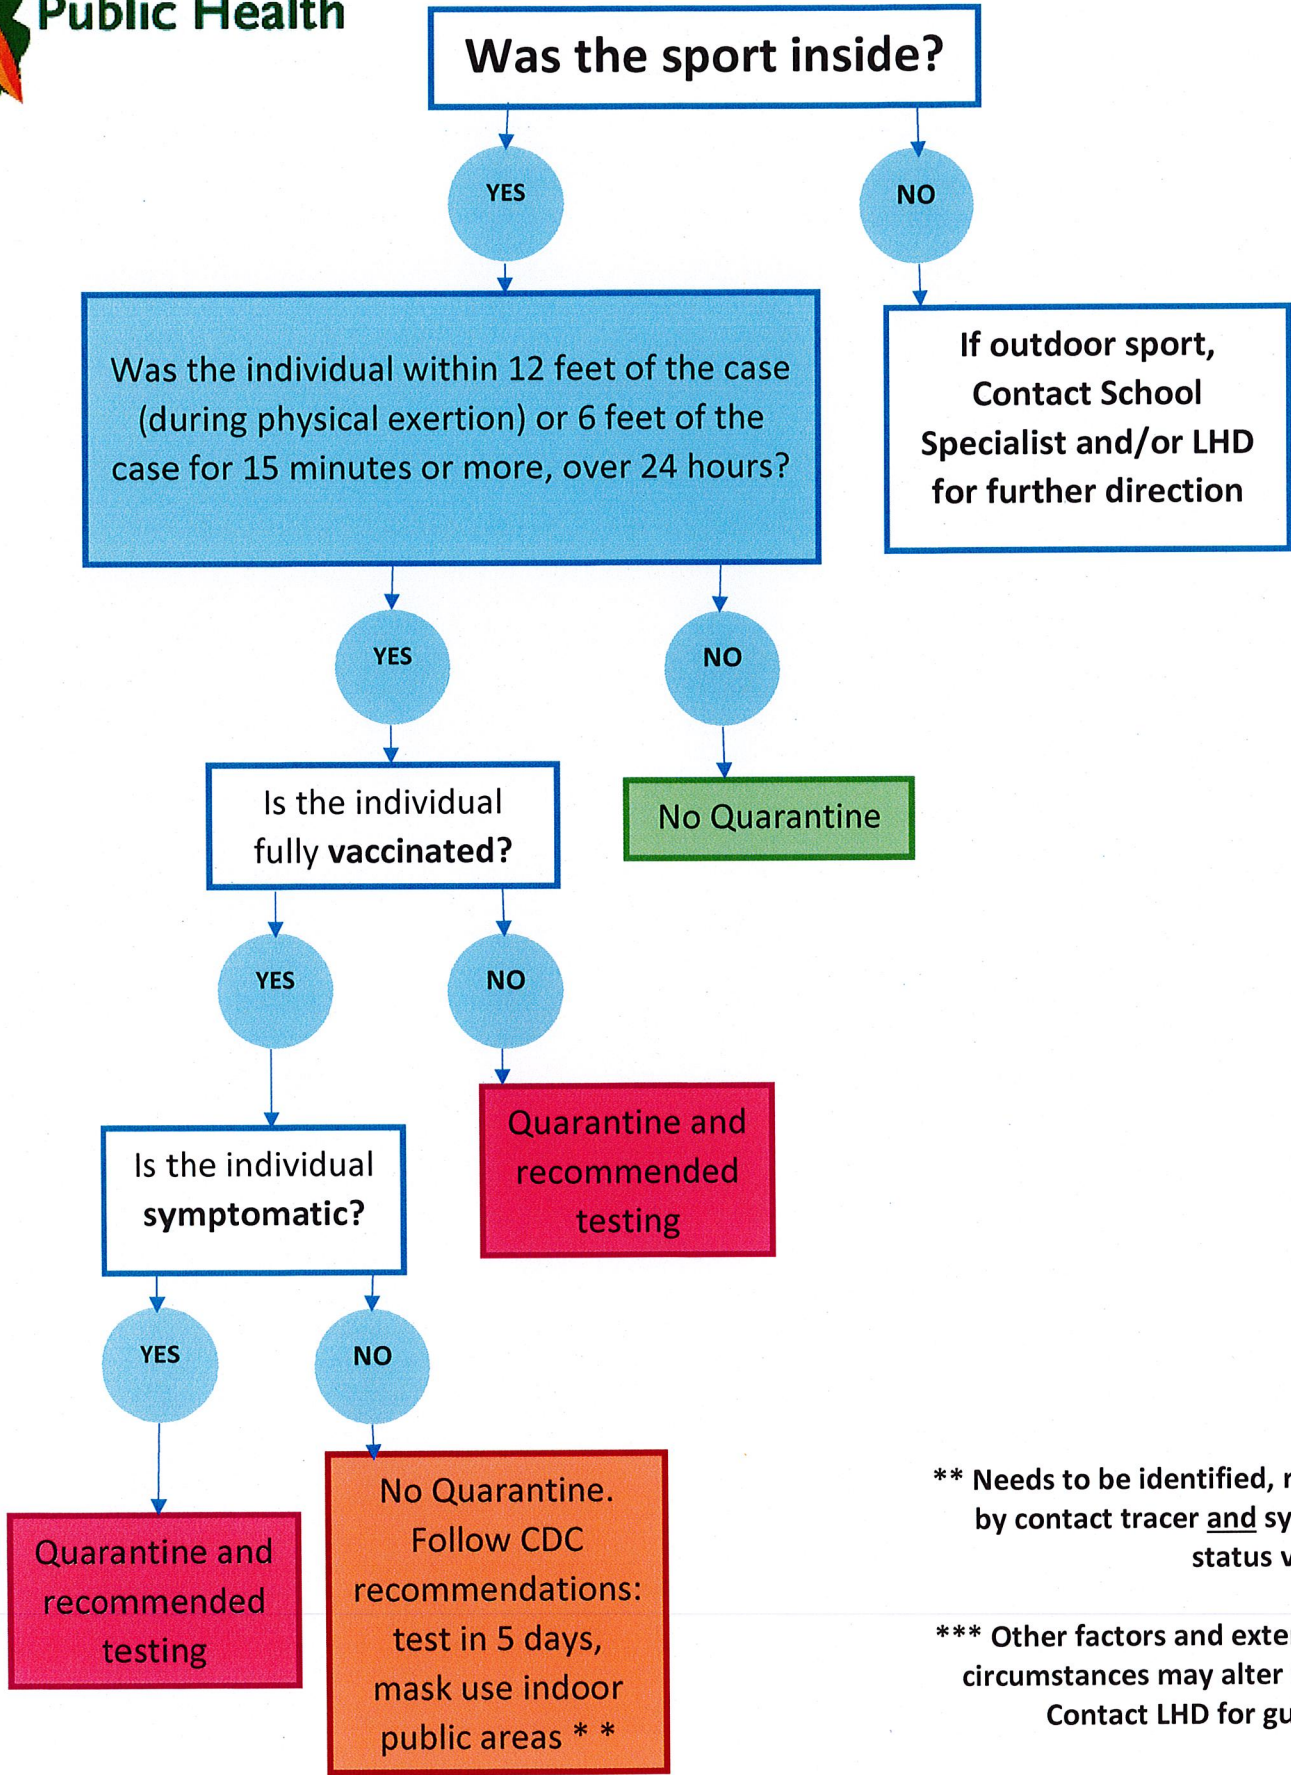 Public Health
Was the sport inside?
YES
NO
Was the individual within 12 feet of the case
(during physical exertion) or 6 feet of the
case for 15 minutes or more, over 24 hours?
If outdoor sport,
Contact School
Specialist and/or LHD
for further direction
YES
NO
Is the individual
fully vaccinated?
No Quarantine
YES
NO
Is the individual
symptomatic?
Quarantine and
recommended
testing
YES
NO
Quarantine and
recommended
testing
No Quarantine.
Follow CDC
recommendations:
test in 5 days,
mask use indoor
public areas * *
** Needs to be identified,
by contact tracer and
status
*** Other factors and
circumstances may alter
Contact LHD for